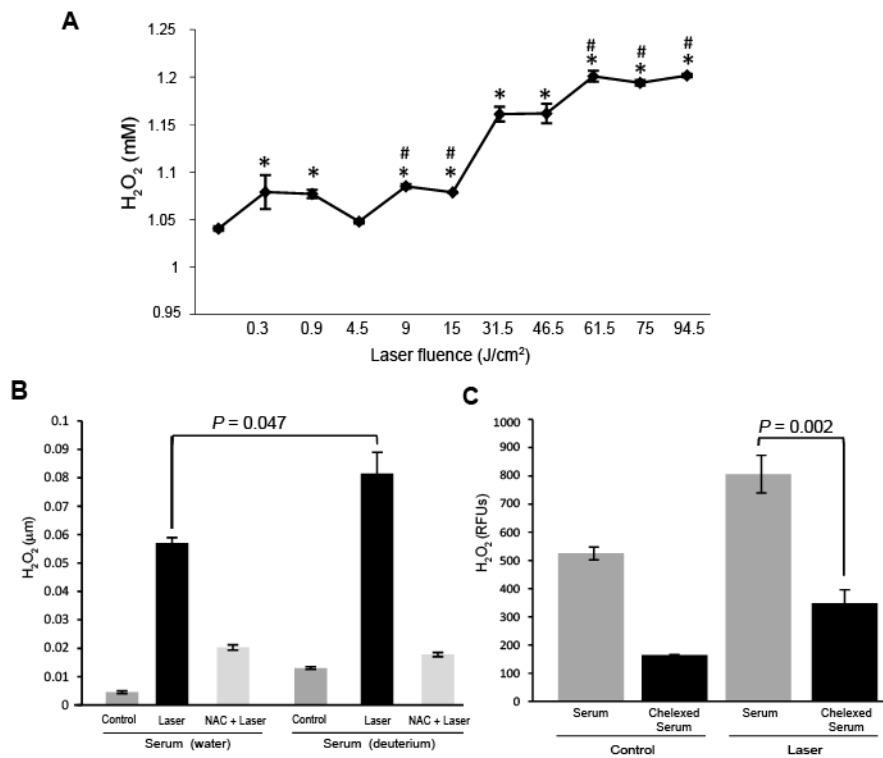 A
1.25
1.2
1.15
1.1
1.05
1
0.95
H2O2 (mM)
* * # * # * * * # * # * # *
0.3 0.9 4.5 9 15 31.5 46.5 61.5 75 94.5
Laser fluence (J/cm²)
B
P = 0.047
0.1
0.09
0.08
0.07
0.06
0.05
0.04
0.03
0.02
0.01
0
H2O2 (µm)
Control Laser NAC + Laser Control Laser NAC + Laser
Serum (water) Serum (deuterium)
C
P = 0.002
1000
900
800
700
600
500
400
300
200
100
0
H2O2 (RFUs)
Serum Chelexed Serum Serum Chelexed Serum
Control Laser